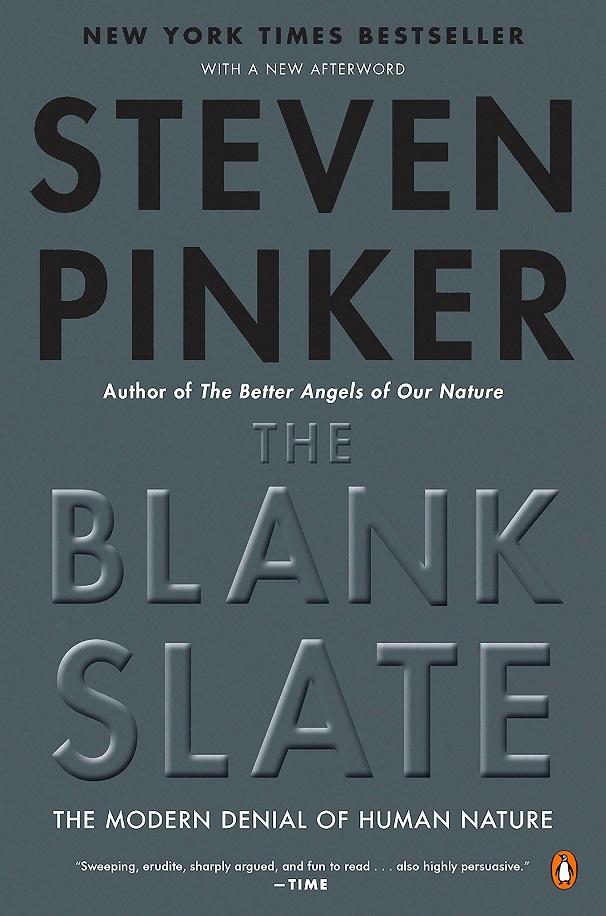 NEW YORK TIMES BESTSELLER
WITH A NEW AFTERWORD
STEVEN
PINKER
Author of The Better Angels of Our Nature
THE
BLANK
SLATE
THE MODERN DENIAL OF HUMAN NATURE
“Sweeping, erudite, sharply argued, and fun to read . . . also highly persuasive.”
—TIME